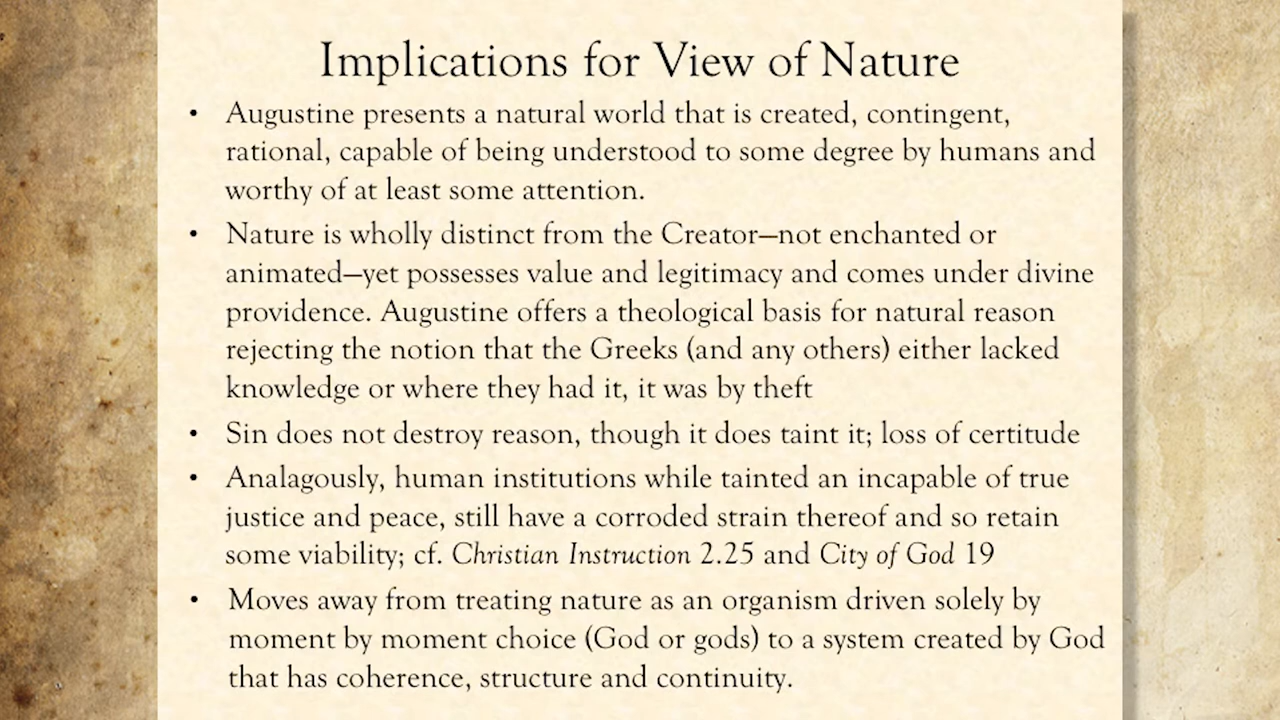 Implications for View of Nature
• Augustine presents a natural world that is created, contingent,
rational, capable of being understood to some degree by humans and
worthy of at least some attention.
• Nature is wholly distinct from the Creator—not enchanted or
animated—yet possesses value and legitimacy and comes under divine
providence. Augustine offers a theological basis for natural reason
rejecting the notion that the Greeks (and any others) either lacked
knowledge or where they had it, it was by theft
• Sin does not destroy reason, though it does taint it; loss of certitude
• Analagously, human institutions while tainted an incapable of true
justice and peace, still have a corroded strain thereof and so retain
some viability; cf. Christian Instruction 2.25 and City of God 19
• Moves away from treating nature as an organism driven solely by
moment by moment choice (God or gods) to a system created by God
that has coherence, structure and continuity.